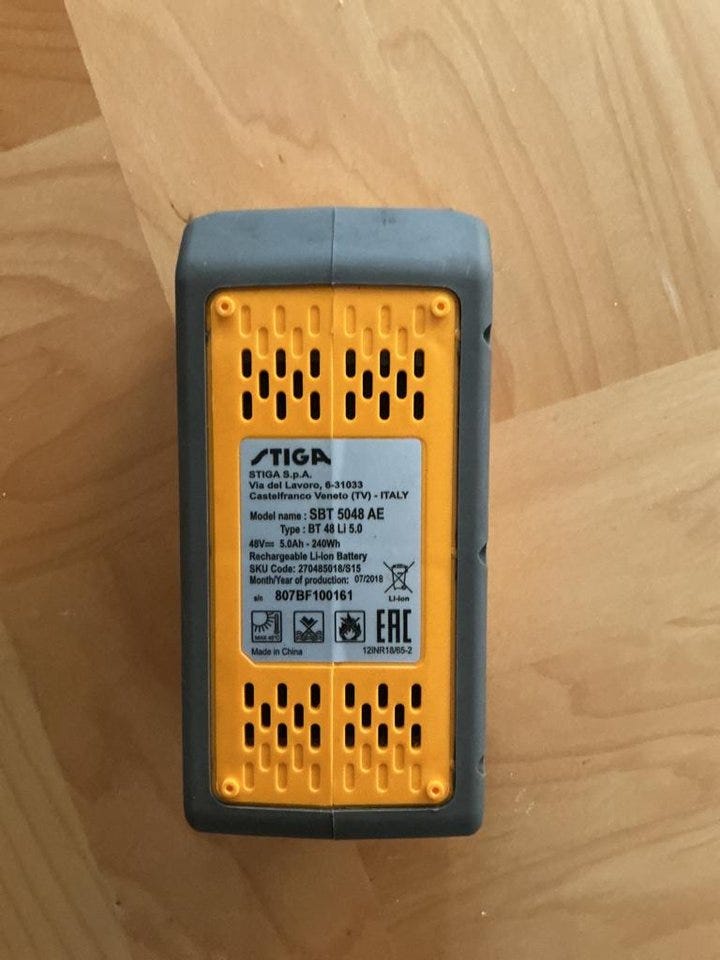 STIGA
STIGA S.p.A.
Via del Lavoro, 6-31033
Castelfranco Veneto (TV) - ITALY
Model name : SBT 5048 AE
Type : BT 48 Li 5.0
48V⎓ 5.0Ah - 240Wh
Rechargeable Li-ion Battery
SKU Code: 270485018/S15
Month/Year of production: 07/2018
s/n 807BF100161
Li-ion
MAX 45°C
EAC
Made in China 12INR18/65-2